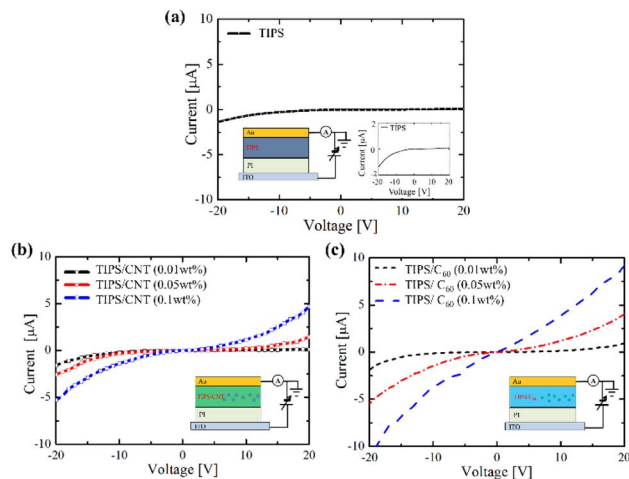 (a)
TIPS
Current [µA]
10
5
0
-5
-10
Au
TIPS
PI
ITO
A
TIPS
Current [µA]
2
1
0
-1
-2
-20 -10 0 10 20
Voltage [V]
-20 -10 0 10 20
Voltage [V]
(b)
TIPS/CNT (0.01wt%)
TIPS/CNT (0.05wt%)
TIPS/CNT (0.1wt%)
Current [µA]
10
5
0
-5
-10
Au
TIPS/CNT
PI
ITO
A
-20 -10 0 10 20
Voltage [V]
(c)
TIPS/C60 (0.01wt%)
TIPS/ C60 (0.05wt%)
TIPS/ C60 (0.1wt%)
Current [µA]
10
5
0
-5
-10
Au
TIPS/C60
PI
ITO
A
-20 -10 0 10 20
Voltage [V]